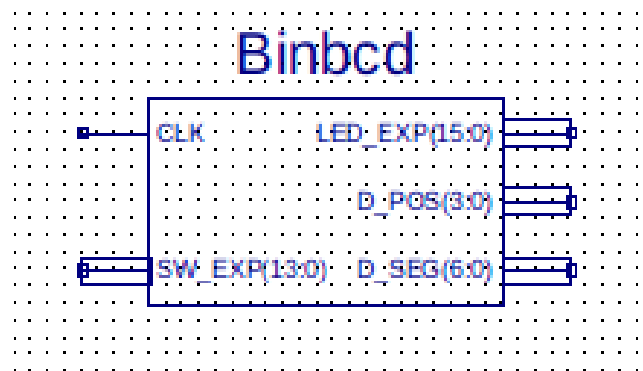 Binbcd
CLK LED_EXP(15:0)
D_POS(3:0)
SW_EXP(13:0) D_SEG(6:0)